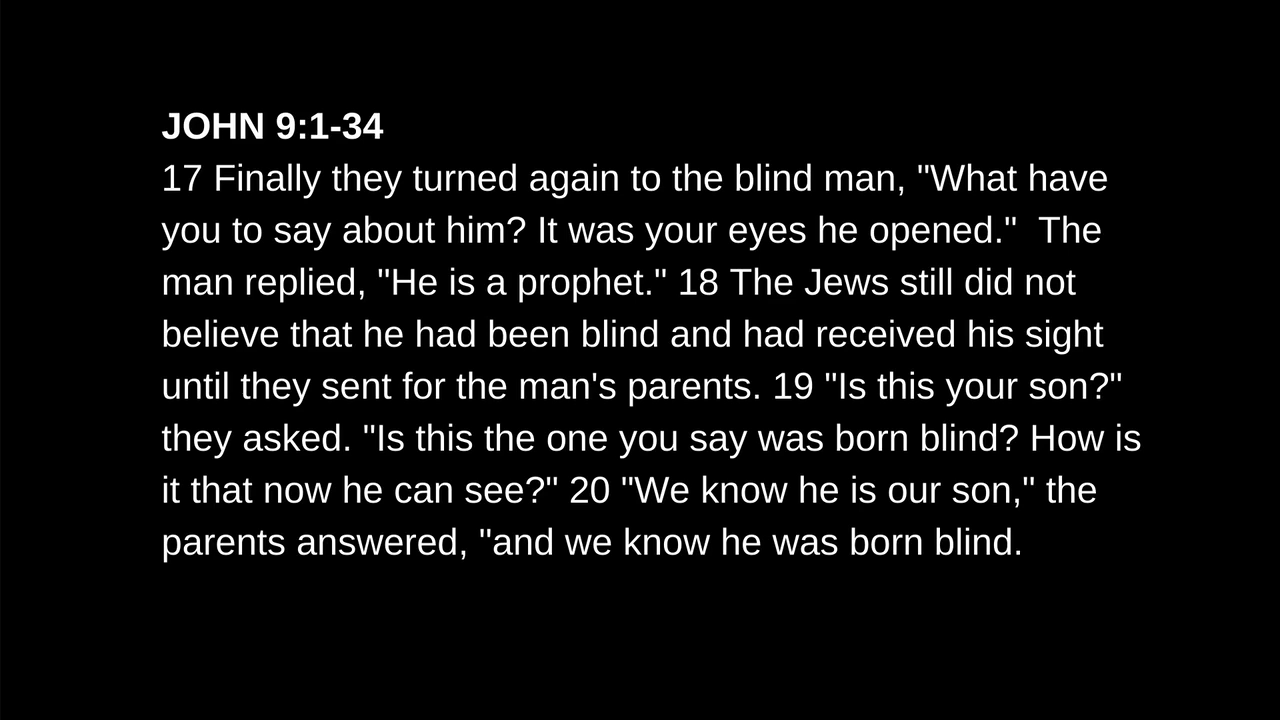 JOHN 9:1-34
17 Finally they turned again to the blind man, "What have
you to say about him? It was your eyes he opened."  The
man replied, "He is a prophet." 18 The Jews still did not
believe that he had been blind and had received his sight
until they sent for the man's parents. 19 "Is this your son?"
they asked. "Is this the one you say was born blind? How is
it that now he can see?" 20 "We know he is our son," the
parents answered, "and we know he was born blind.